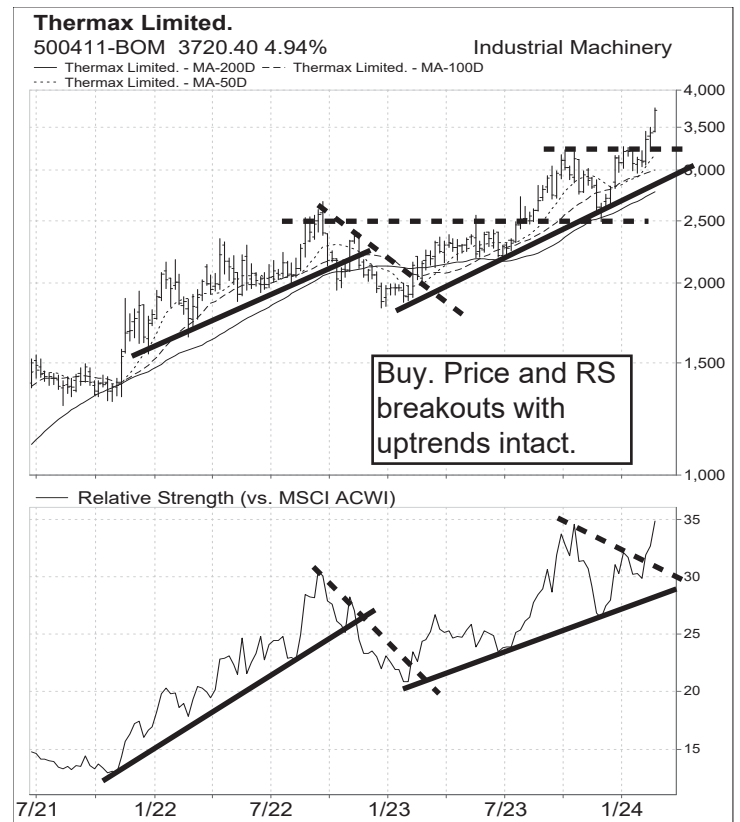 Thermax Limited.
500411-BOM 3720.40 4.94% Industrial Machinery
Thermax Limited. - MA-200D Thermax Limited. - MA-100D
Thermax Limited. - MA-50D
4,000
3,500
3,000
2,500
2,000
1,500
1,000
Buy. Price and RS
breakouts with
uptrends intact.
Relative Strength (vs. MSCI ACWI)
35
30
25
20
15
7/21 1/22 7/22 1/23 7/23 1/24